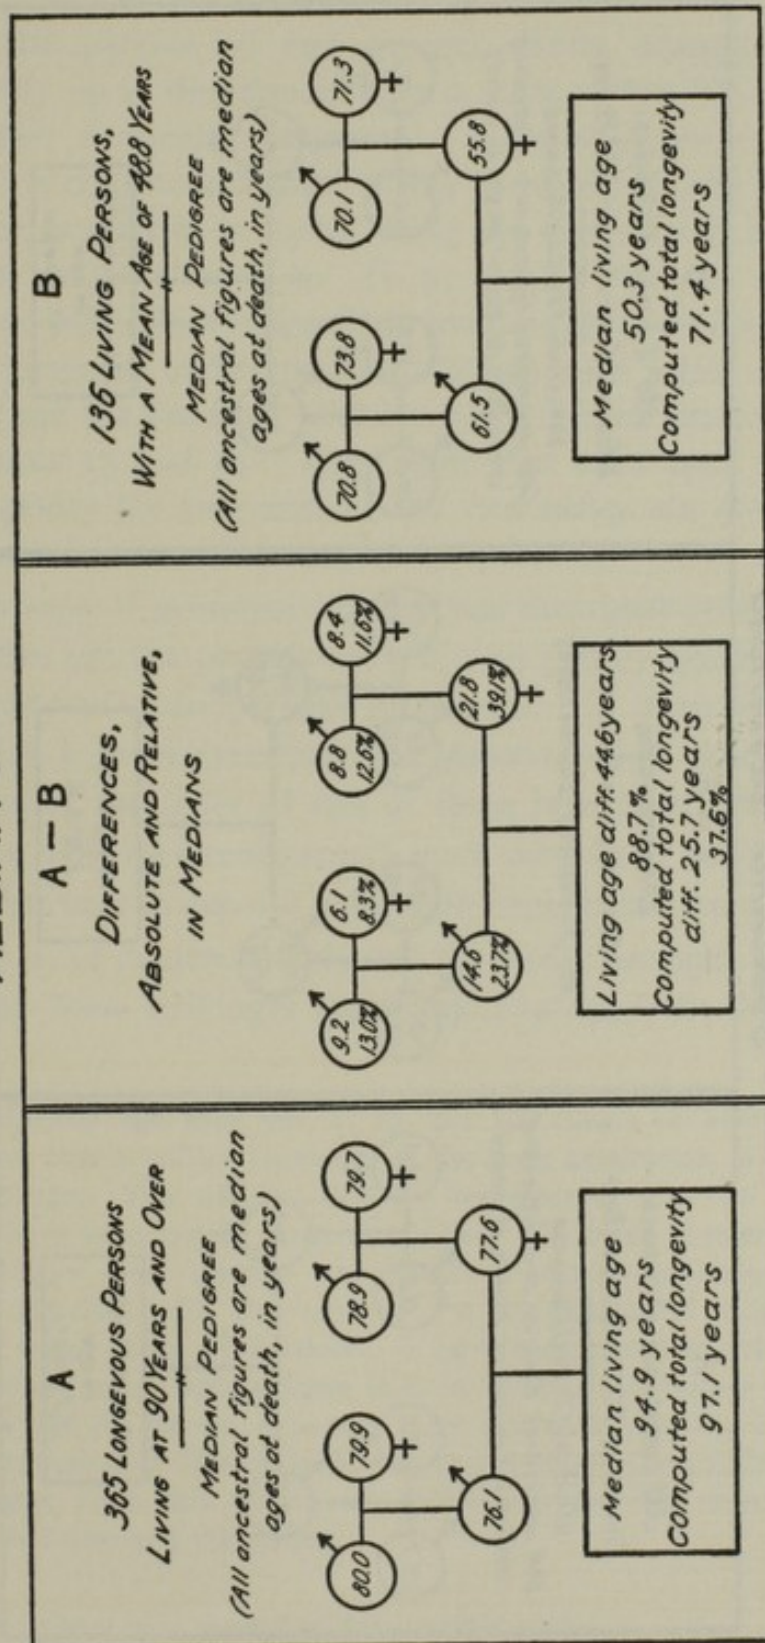 A
365 LONGEVOUS PERSONS
LIVING AT 90 YEARS AND OVER
MEDIAN PEDIGREE
(All ancestral figures are median
ages at death, in years)
80.0
79.9
78.9
79.7
76.1
77.6
Median living age
94.9 years
Computed total longevity
97.1 years
A — B
DIFFERENCES,
ABSOLUTE AND RELATIVE,
IN MEDIANS
9.2
13.0%
6.1
8.3%
8.8
12.6%
8.4
11.6%
14.6
23.7%
21.8
39.1%
Living age diff. 44.6 years
88.7%
Computed total longevity
diff. 25.7 years
37.6%
B
136 LIVING PERSONS,
WITH A MEAN AGE OF 48.8 YEARS
MEDIAN PEDIGREE
(All ancestral figures are median
ages at death, in years)
70.8
73.8
70.1
71.3
61.5
55.8
Median living age
50.3 years
Computed total longevity
71.4 years